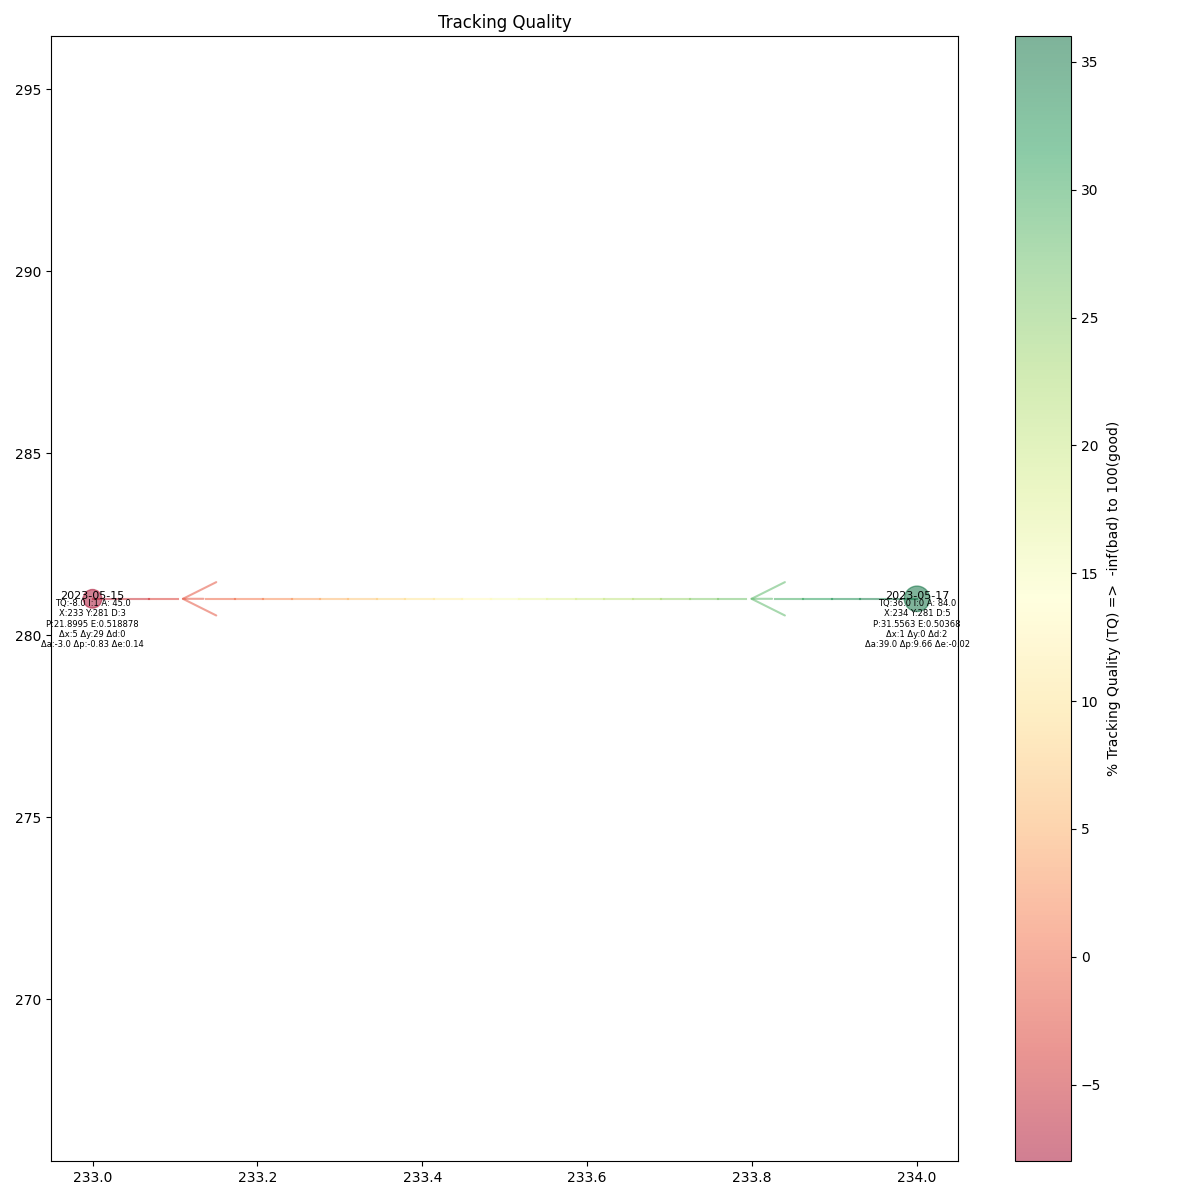 Tracking Quality
295
290
285
280
275
270
2023-05-15
TQ:-8.0 I:1 A: 45.0
X:233 Y:281 D:3
P:21.8995 E:0.518878
Δx:5 Δy:29 Δd:0
Δa:-3.0 Δp:-0.83 Δe:0.14
2023-05-17
TQ:36.0 I:0 A: 84.0
X:234 Y:281 D:5
P:31.5563 E:0.50368
Δx:1 Δy:0 Δd:2
Δa:39.0 Δp:9.66 Δe:-0.02
233.0
233.2
233.4
233.6
233.8
234.0
35
30
25
20
15
10
5
0
−5
% Tracking Quality (TQ) => -inf(bad) to 100(good)